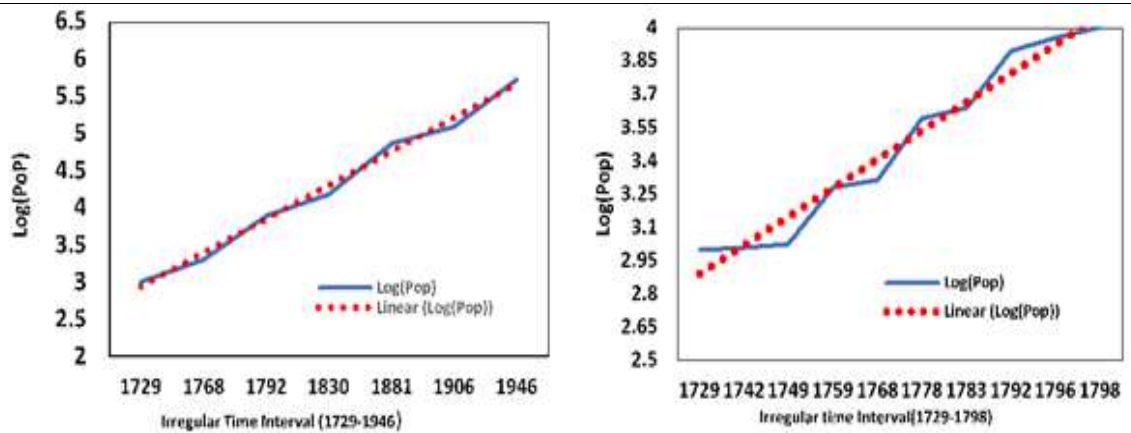 6.5
6
5.5
5
4.5
4
3.5
3
2.5
2
Log(PoP)
Log(Pop)
Linear (Log(Pop))
1729 1768 1792 1830 1881 1906 1946
Irregular Time Interval (1729-1946)
4
3.85
3.7
3.55
3.4
3.25
3.1
2.95
2.8
2.65
2.5
Log(Pop)
Log(Pop)
Linear (Log(Pop))
1729 1742 1749 1759 1768 1778 1783 1792 1796 1798
Irregular time Interval(1729-1798)